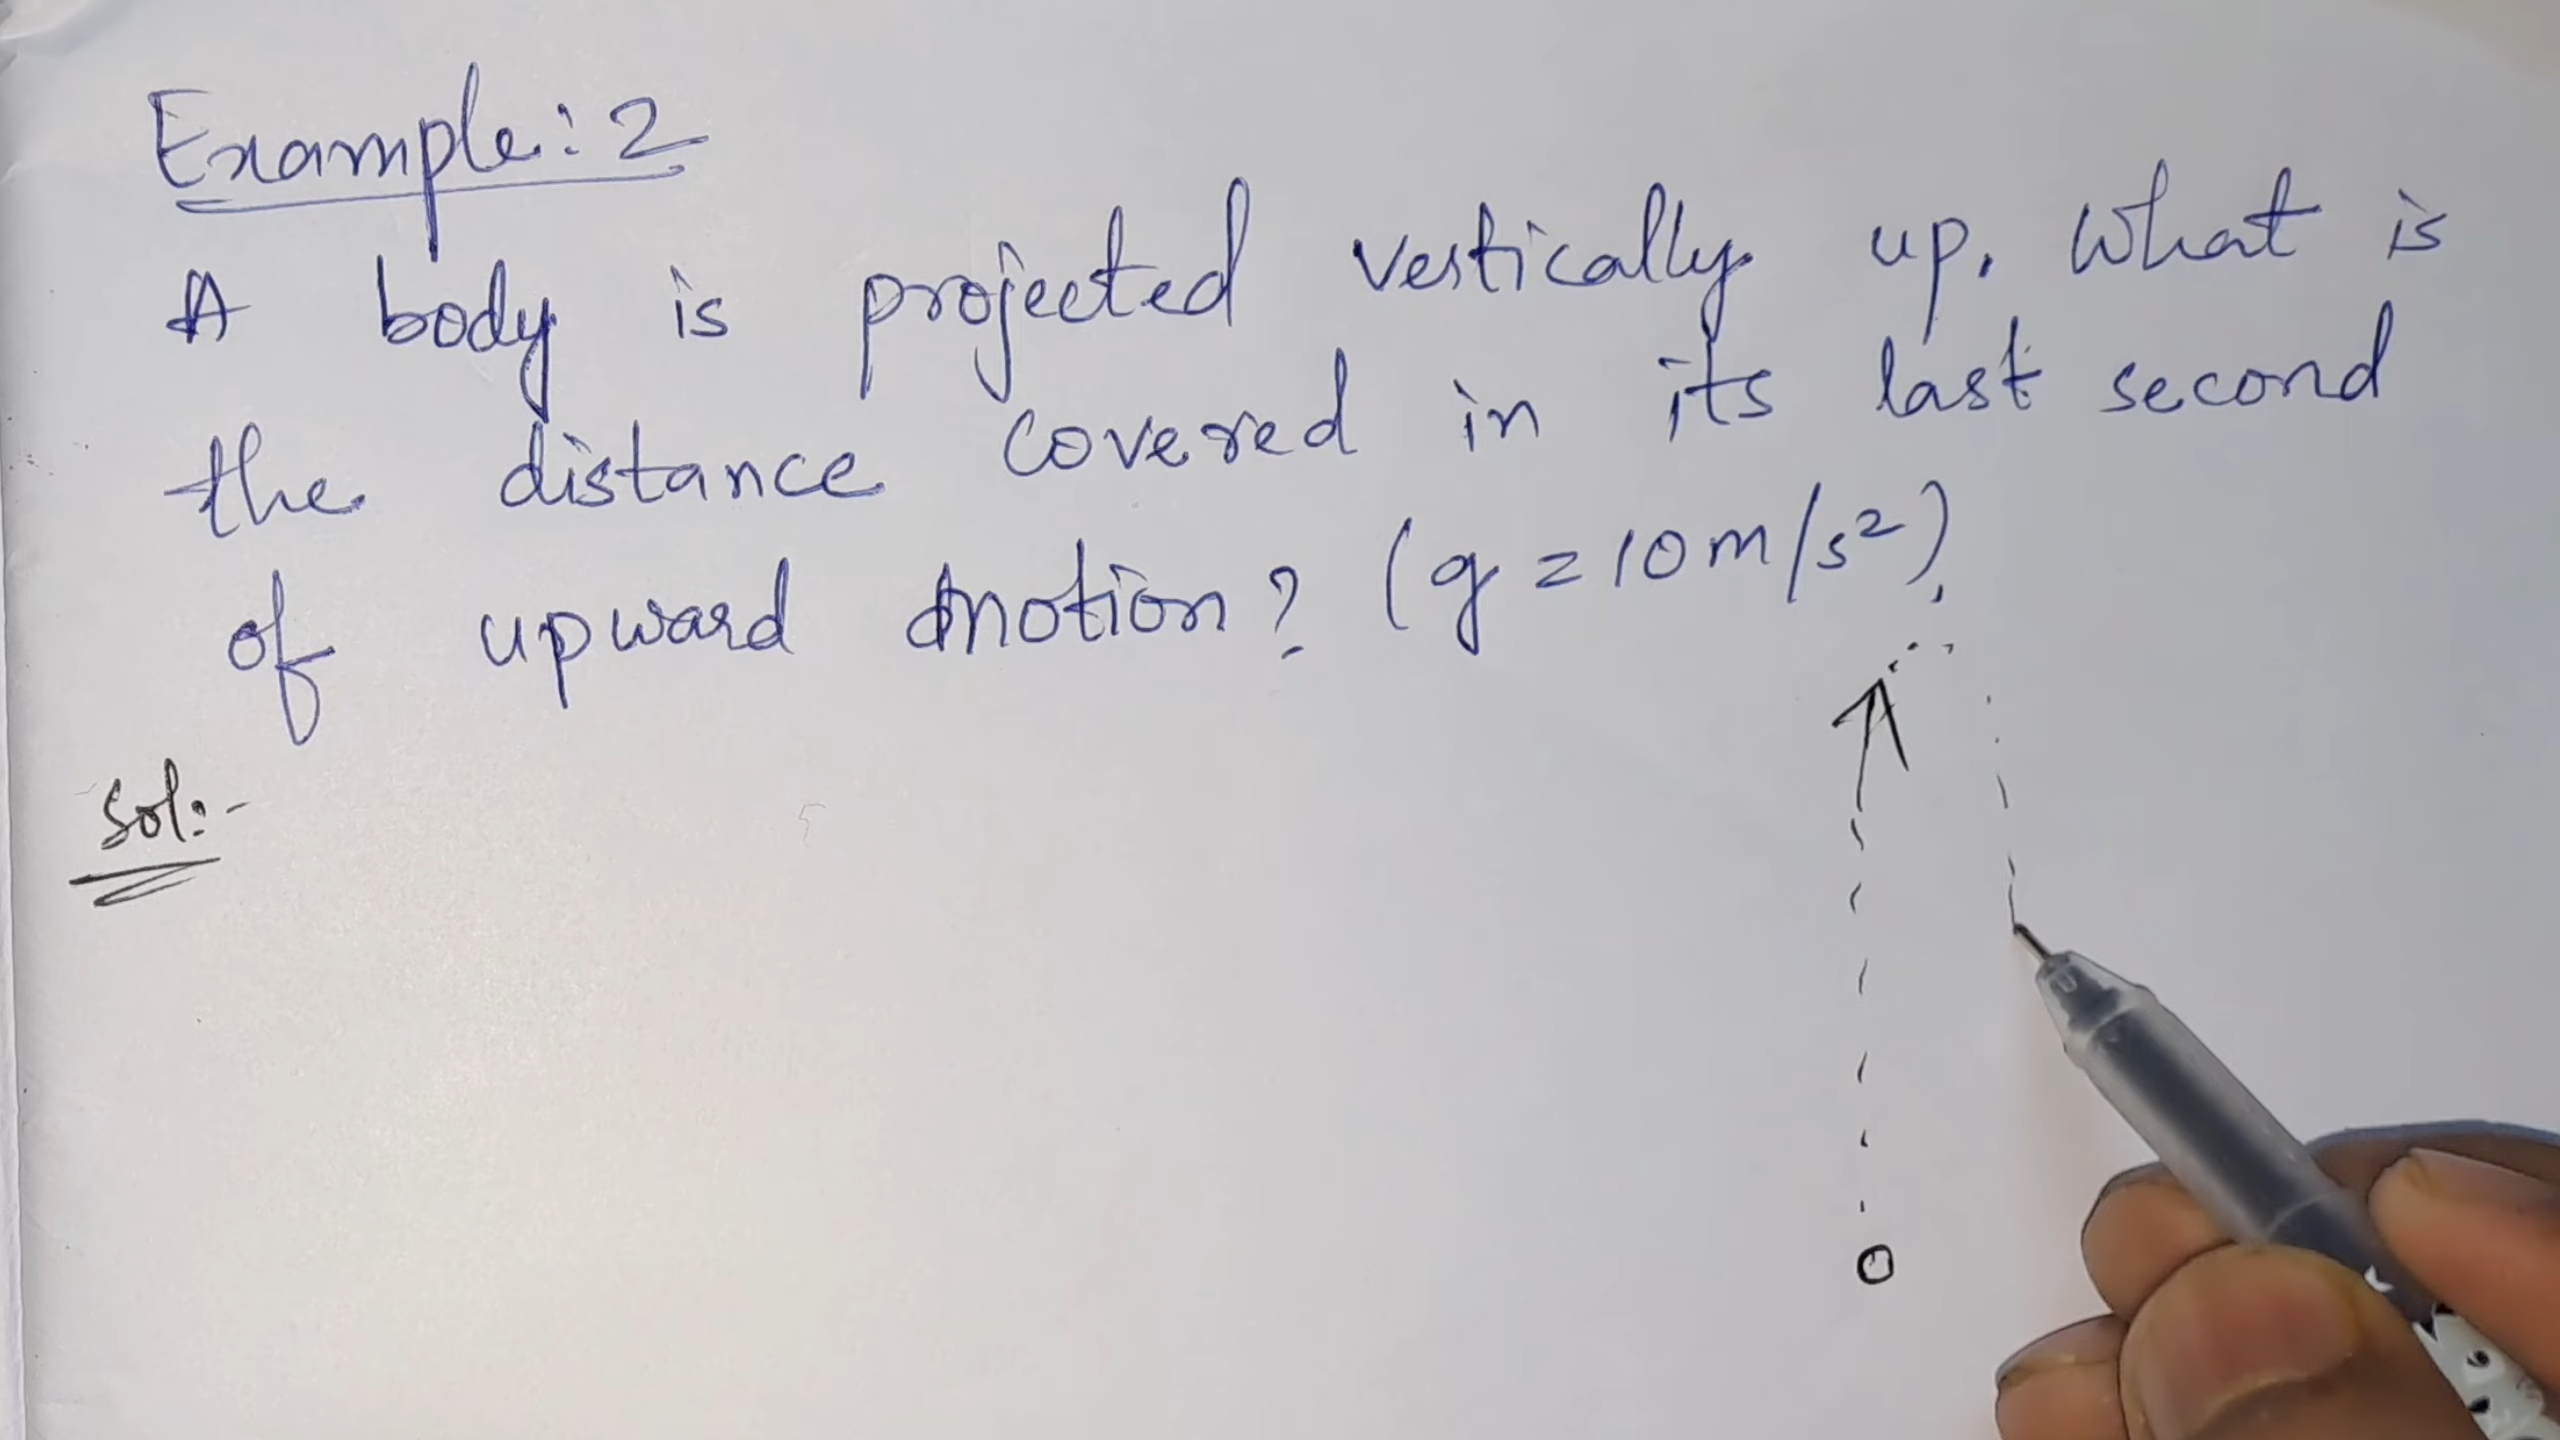 Example: 2
A body is projected vertically up. What is
the distance covered in its last second
of upward motion? (g = 10 m/s²).
Sol:-